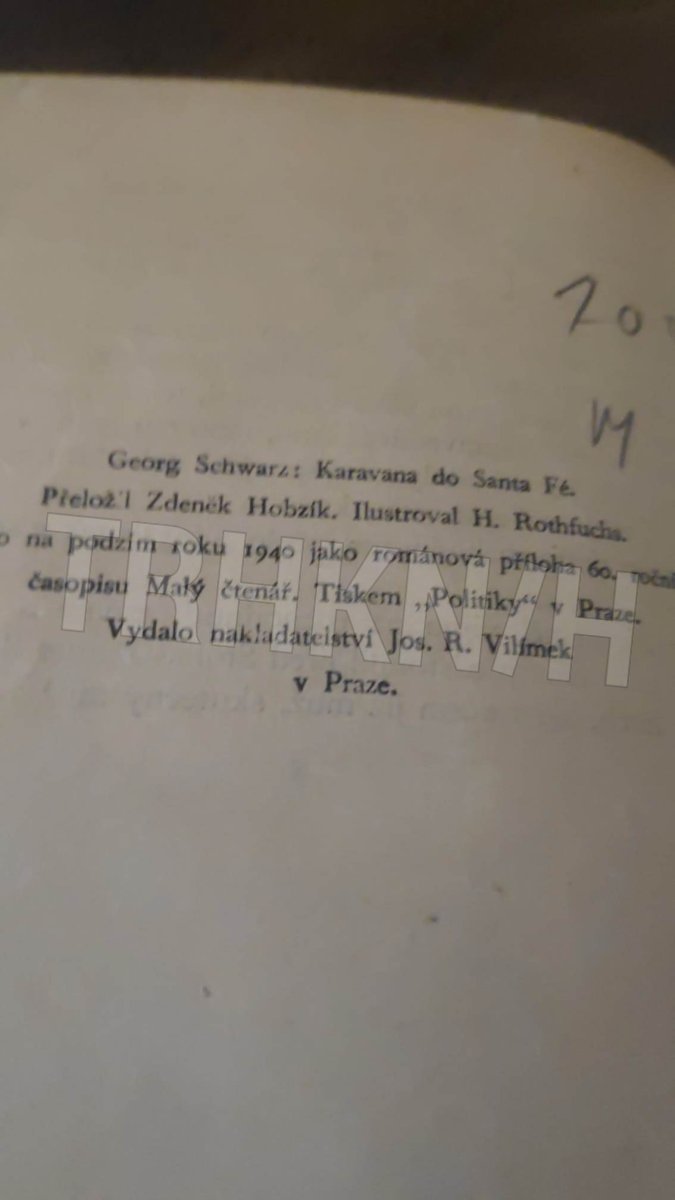 20
Georg Schwarz: Karavana do Santa Fé.
Přelož'l Zdeněk Hobzík. Ilustroval H. Rothfuchs.
na podzim roku 1940 jako románová příloha 60.
časopisu Malý čtenář. Tiskem „Politiky“ v Praze.
Vydalo nakladatelství Jos. R. Vilímek
v Praze.
TRHKNIH